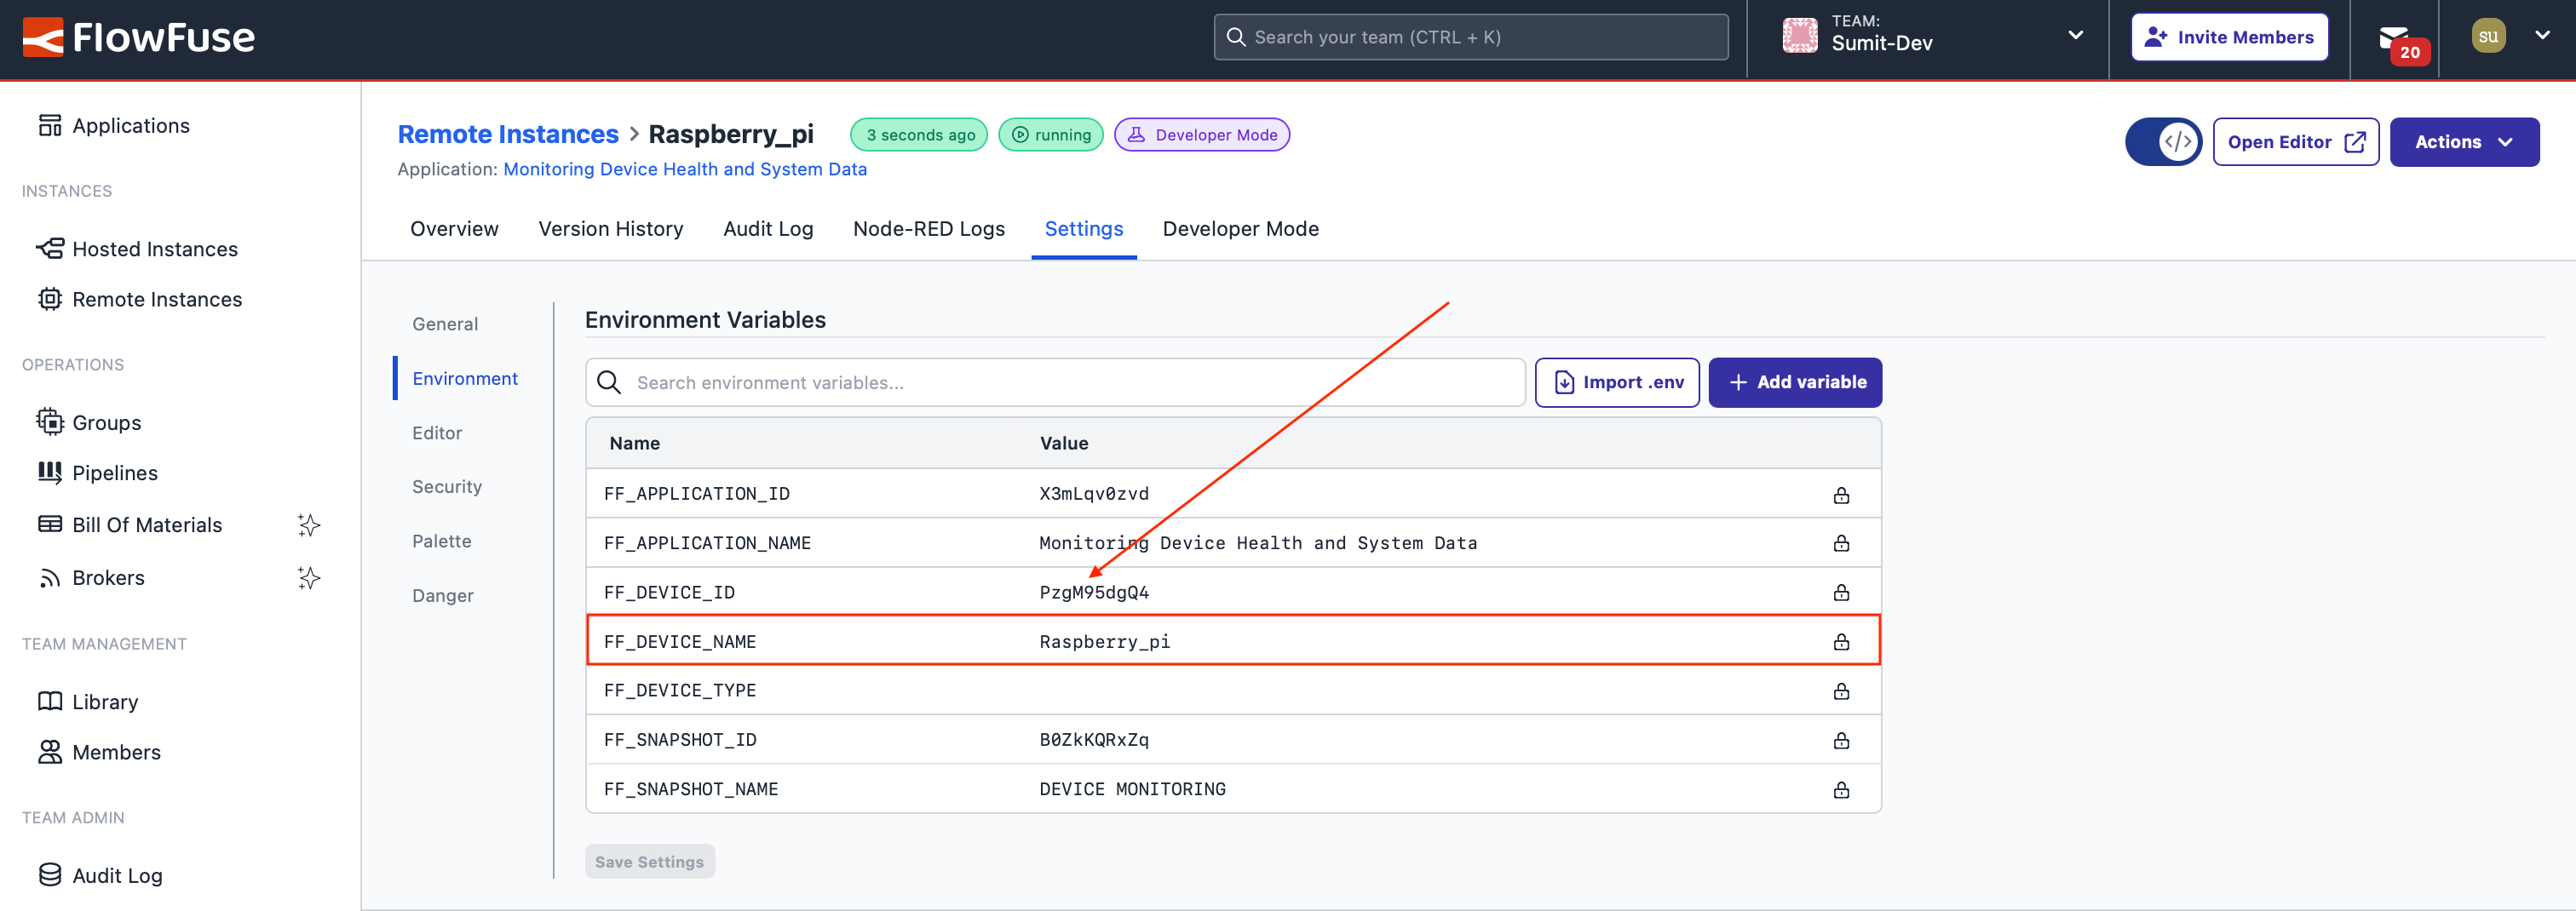 FlowFuse
Search your team (CTRL + K)
TEAM:
Sumit-Dev
Invite Members
20
su
Applications
INSTANCES
Hosted Instances
Remote Instances
OPERATIONS
Groups
Pipelines
Bill Of Materials
Brokers
TEAM MANAGEMENT
Library
Members
TEAM ADMIN
Audit Log
Remote Instances > Raspberry_pi
3 seconds ago
running
Developer Mode
Application: Monitoring Device Health and System Data
</> Open Editor
Actions
Overview Version History Audit Log Node-RED Logs Settings Developer Mode
General
Environment
Editor
Security
Palette
Danger
Environment Variables
Search environment variables...
Import .env
+ Add variable
Name Value
FF_APPLICATION_ID X3mLqv0zvd
FF_APPLICATION_NAME Monitoring Device Health and System Data
FF_DEVICE_ID PzgM95dgQ4
FF_DEVICE_NAME Raspberry_pi
FF_DEVICE_TYPE
FF_SNAPSHOT_ID B0ZkKQRxZq
FF_SNAPSHOT_NAME DEVICE MONITORING
Save Settings